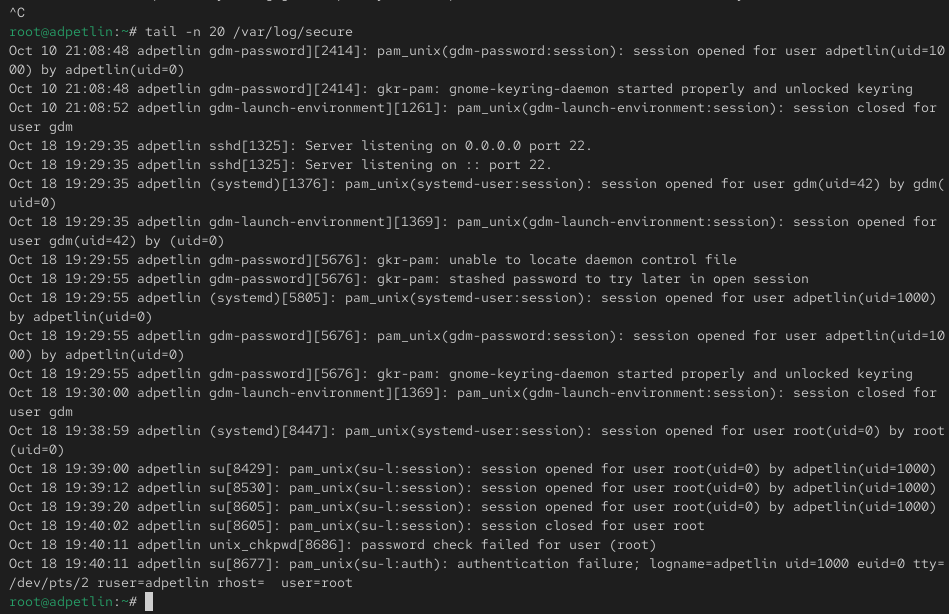 ^C
root@adpetlin:~# tail -n 20 /var/log/secure
Oct 10 21:08:48 adpetlin gdm-password][2414]: pam_unix(gdm-password:session): session opened for user adpetlin(uid=10
00) by adpetlin(uid=0)
Oct 10 21:08:48 adpetlin gdm-password][2414]: gkr-pam: gnome-keyring-daemon started properly and unlocked keyring
Oct 10 21:08:52 adpetlin gdm-launch-environment][1261]: pam_unix(gdm-launch-environment:session): session closed for
user gdm
Oct 18 19:29:35 adpetlin sshd[1325]: Server listening on 0.0.0.0 port 22.
Oct 18 19:29:35 adpetlin sshd[1325]: Server listening on :: port 22.
Oct 18 19:29:35 adpetlin (systemd)[1376]: pam_unix(systemd-user:session): session opened for user gdm(uid=42) by gdm(
uid=0)
Oct 18 19:29:35 adpetlin gdm-launch-environment][1369]: pam_unix(gdm-launch-environment:session): session opened for
user gdm(uid=42) by (uid=0)
Oct 18 19:29:55 adpetlin gdm-password][5676]: gkr-pam: unable to locate daemon control file
Oct 18 19:29:55 adpetlin gdm-password][5676]: gkr-pam: stashed password to try later in open session
Oct 18 19:29:55 adpetlin (systemd)[5805]: pam_unix(systemd-user:session): session opened for user adpetlin(uid=1000)
by adpetlin(uid=0)
Oct 18 19:29:55 adpetlin gdm-password][5676]: pam_unix(gdm-password:session): session opened for user adpetlin(uid=10
00) by adpetlin(uid=0)
Oct 18 19:29:55 adpetlin gdm-password][5676]: gkr-pam: gnome-keyring-daemon started properly and unlocked keyring
Oct 18 19:30:00 adpetlin gdm-launch-environment][1369]: pam_unix(gdm-launch-environment:session): session closed for
user gdm
Oct 18 19:38:59 adpetlin (systemd)[8447]: pam_unix(systemd-user:session): session opened for user root(uid=0) by root
(uid=0)
Oct 18 19:39:00 adpetlin su[8429]: pam_unix(su-l:session): session opened for user root(uid=0) by adpetlin(uid=1000)
Oct 18 19:39:12 adpetlin su[8530]: pam_unix(su-l:session): session opened for user root(uid=0) by adpetlin(uid=1000)
Oct 18 19:39:20 adpetlin su[8605]: pam_unix(su-l:session): session opened for user root(uid=0) by adpetlin(uid=1000)
Oct 18 19:40:02 adpetlin su[8605]: pam_unix(su-l:session): session closed for user root
Oct 18 19:40:11 adpetlin unix_chkpwd[8686]: password check failed for user (root)
Oct 18 19:40:11 adpetlin su[8677]: pam_unix(su-l:auth): authentication failure; logname=adpetlin uid=1000 euid=0 tty=
/dev/pts/2 ruser=adpetlin rhost=  user=root
root@adpetlin:~#